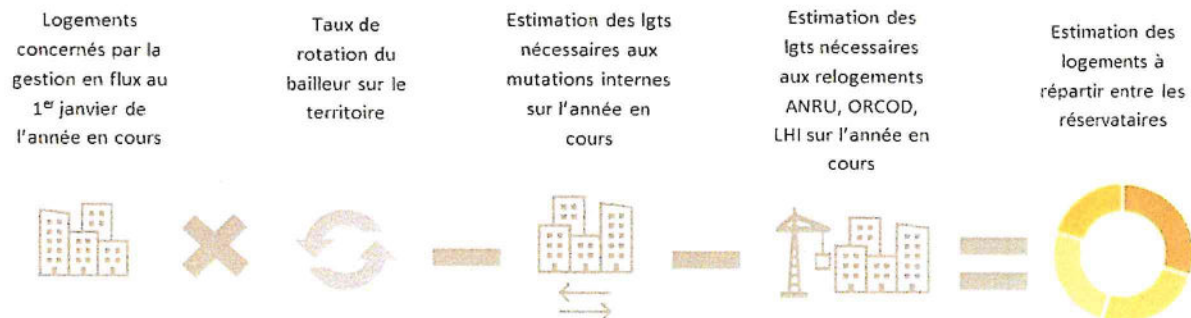 Logements
concernés par la
gestion en flux au
1er janvier de
l'année en cours
Taux de
rotation du
bailleur sur le
territoire
Estimation des lgts
nécessaires aux
mutations internes
sur l'année en
cours
Estimation des
lgts nécessaires
aux relogements
ANRU, ORCOD,
LHI sur l'année en
cours
Estimation des
logements à
répartir entre les
réservataires